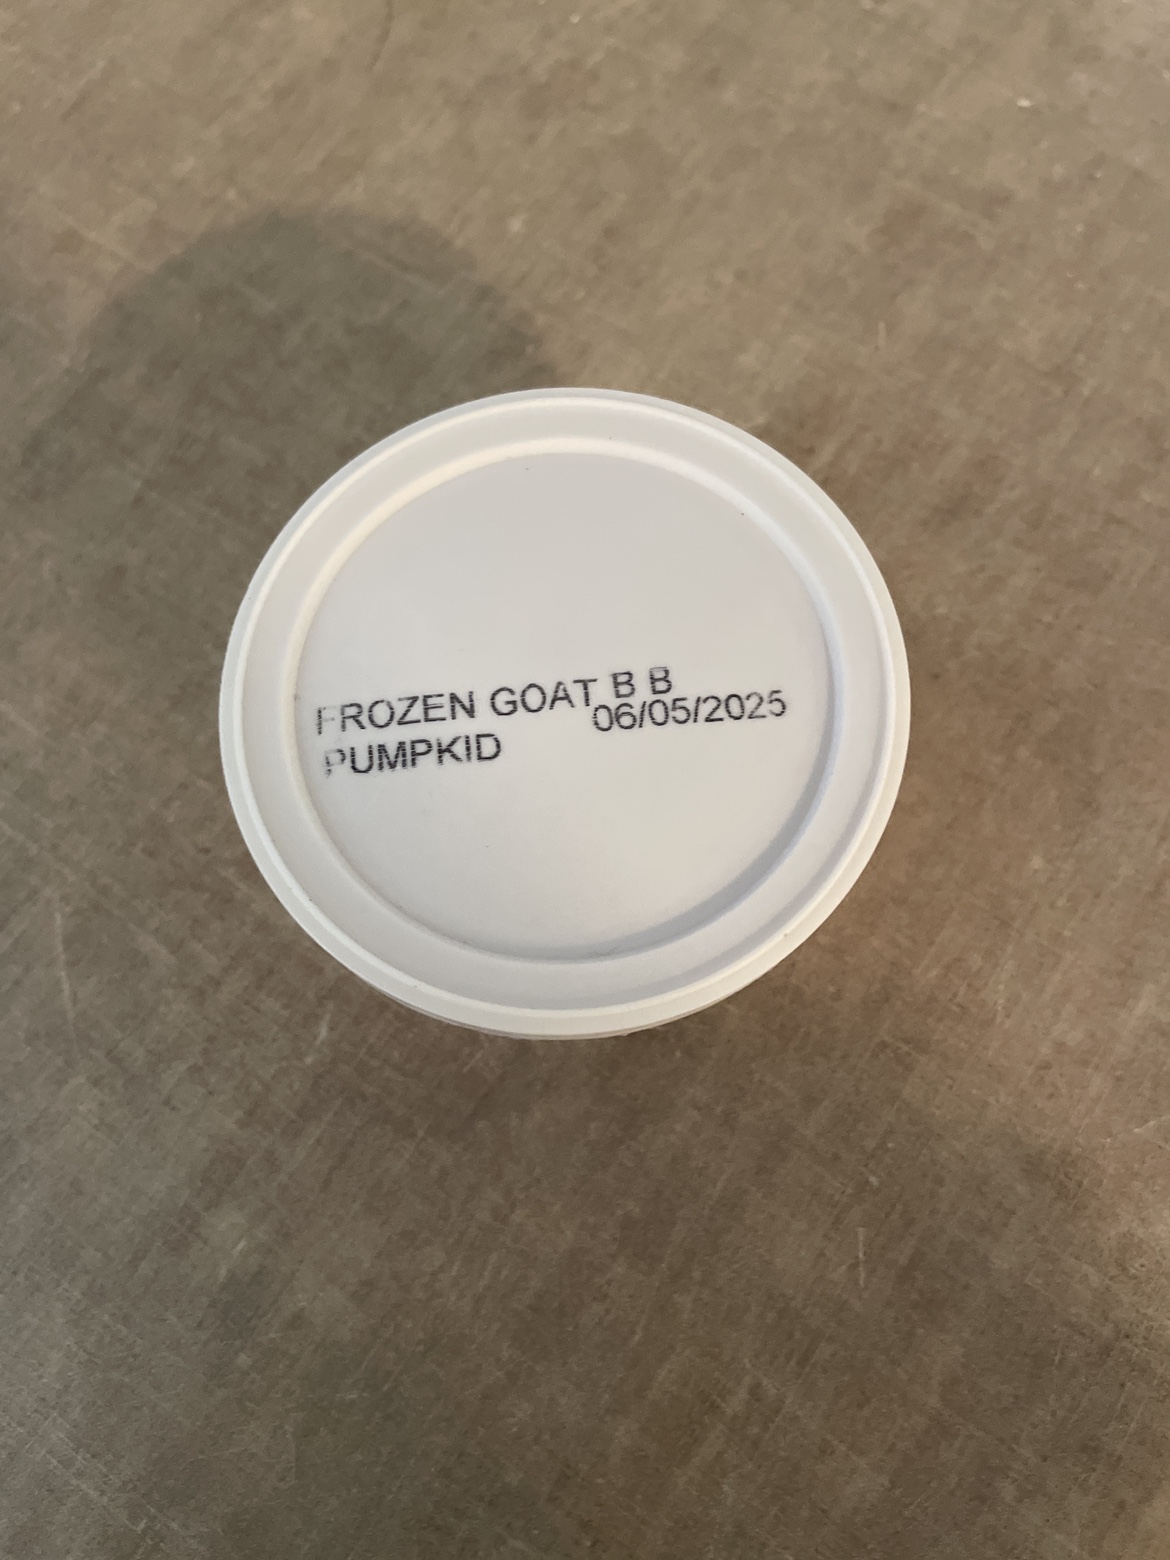 FROZEN GOAT B B
06/05/2025
PUMPKID